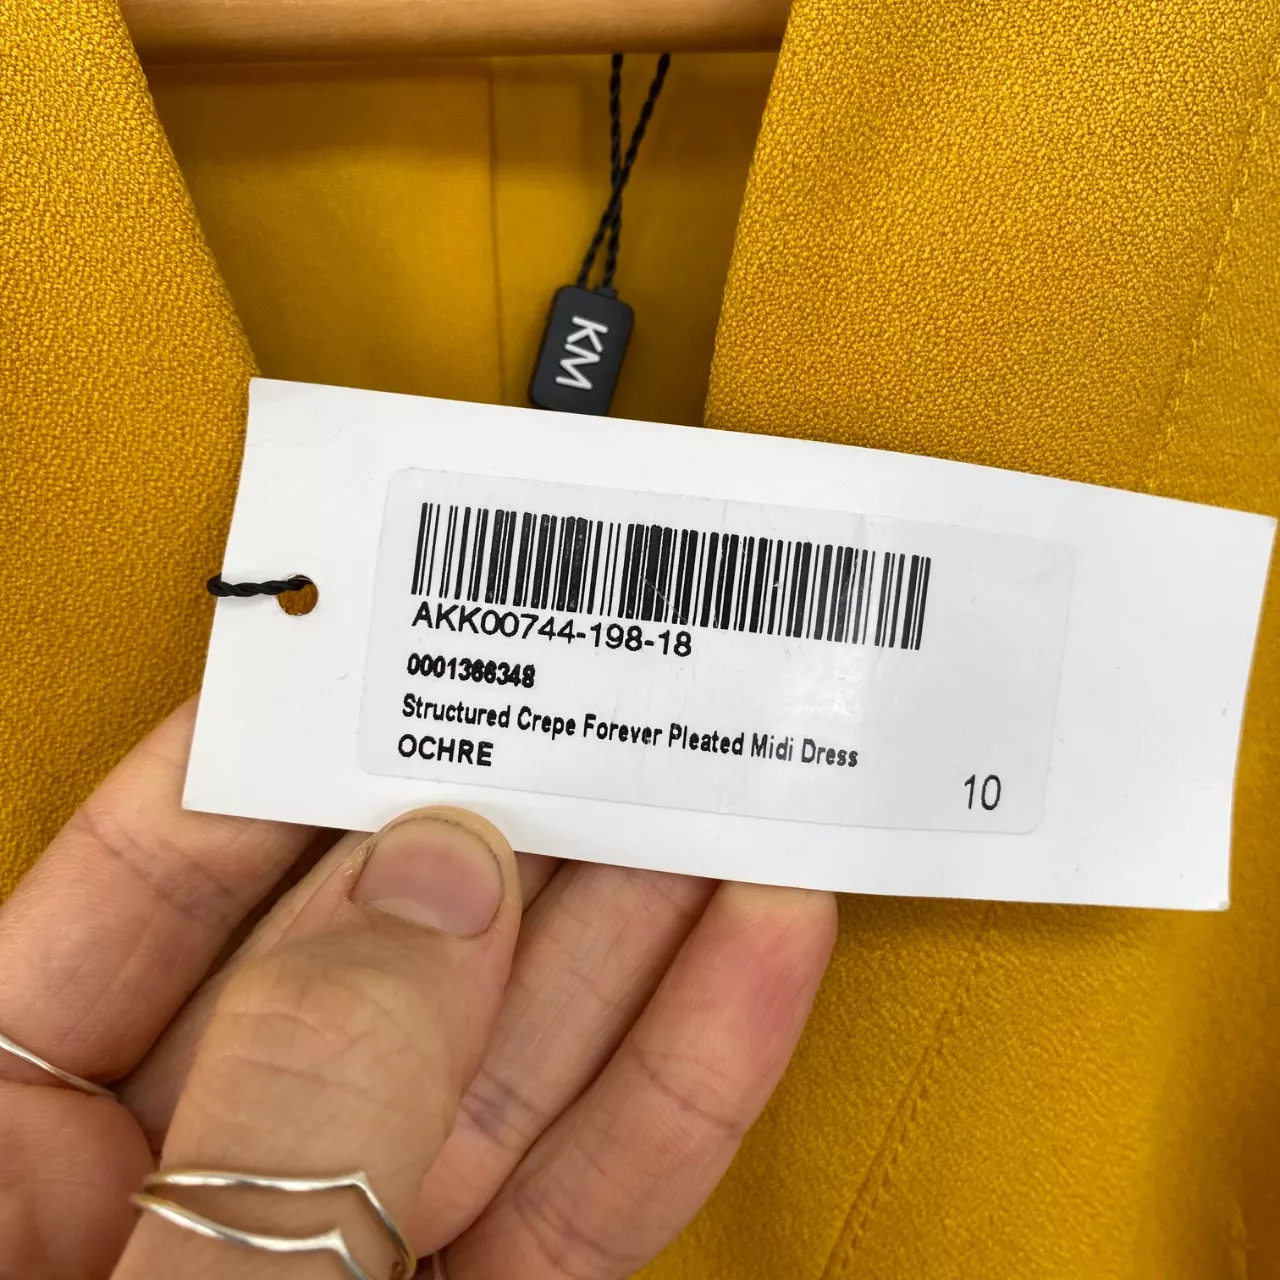 KM
AKK00744-198-18
0001366348
Structured Crepe Forever Pleated Midi Dress
OCHRE
10